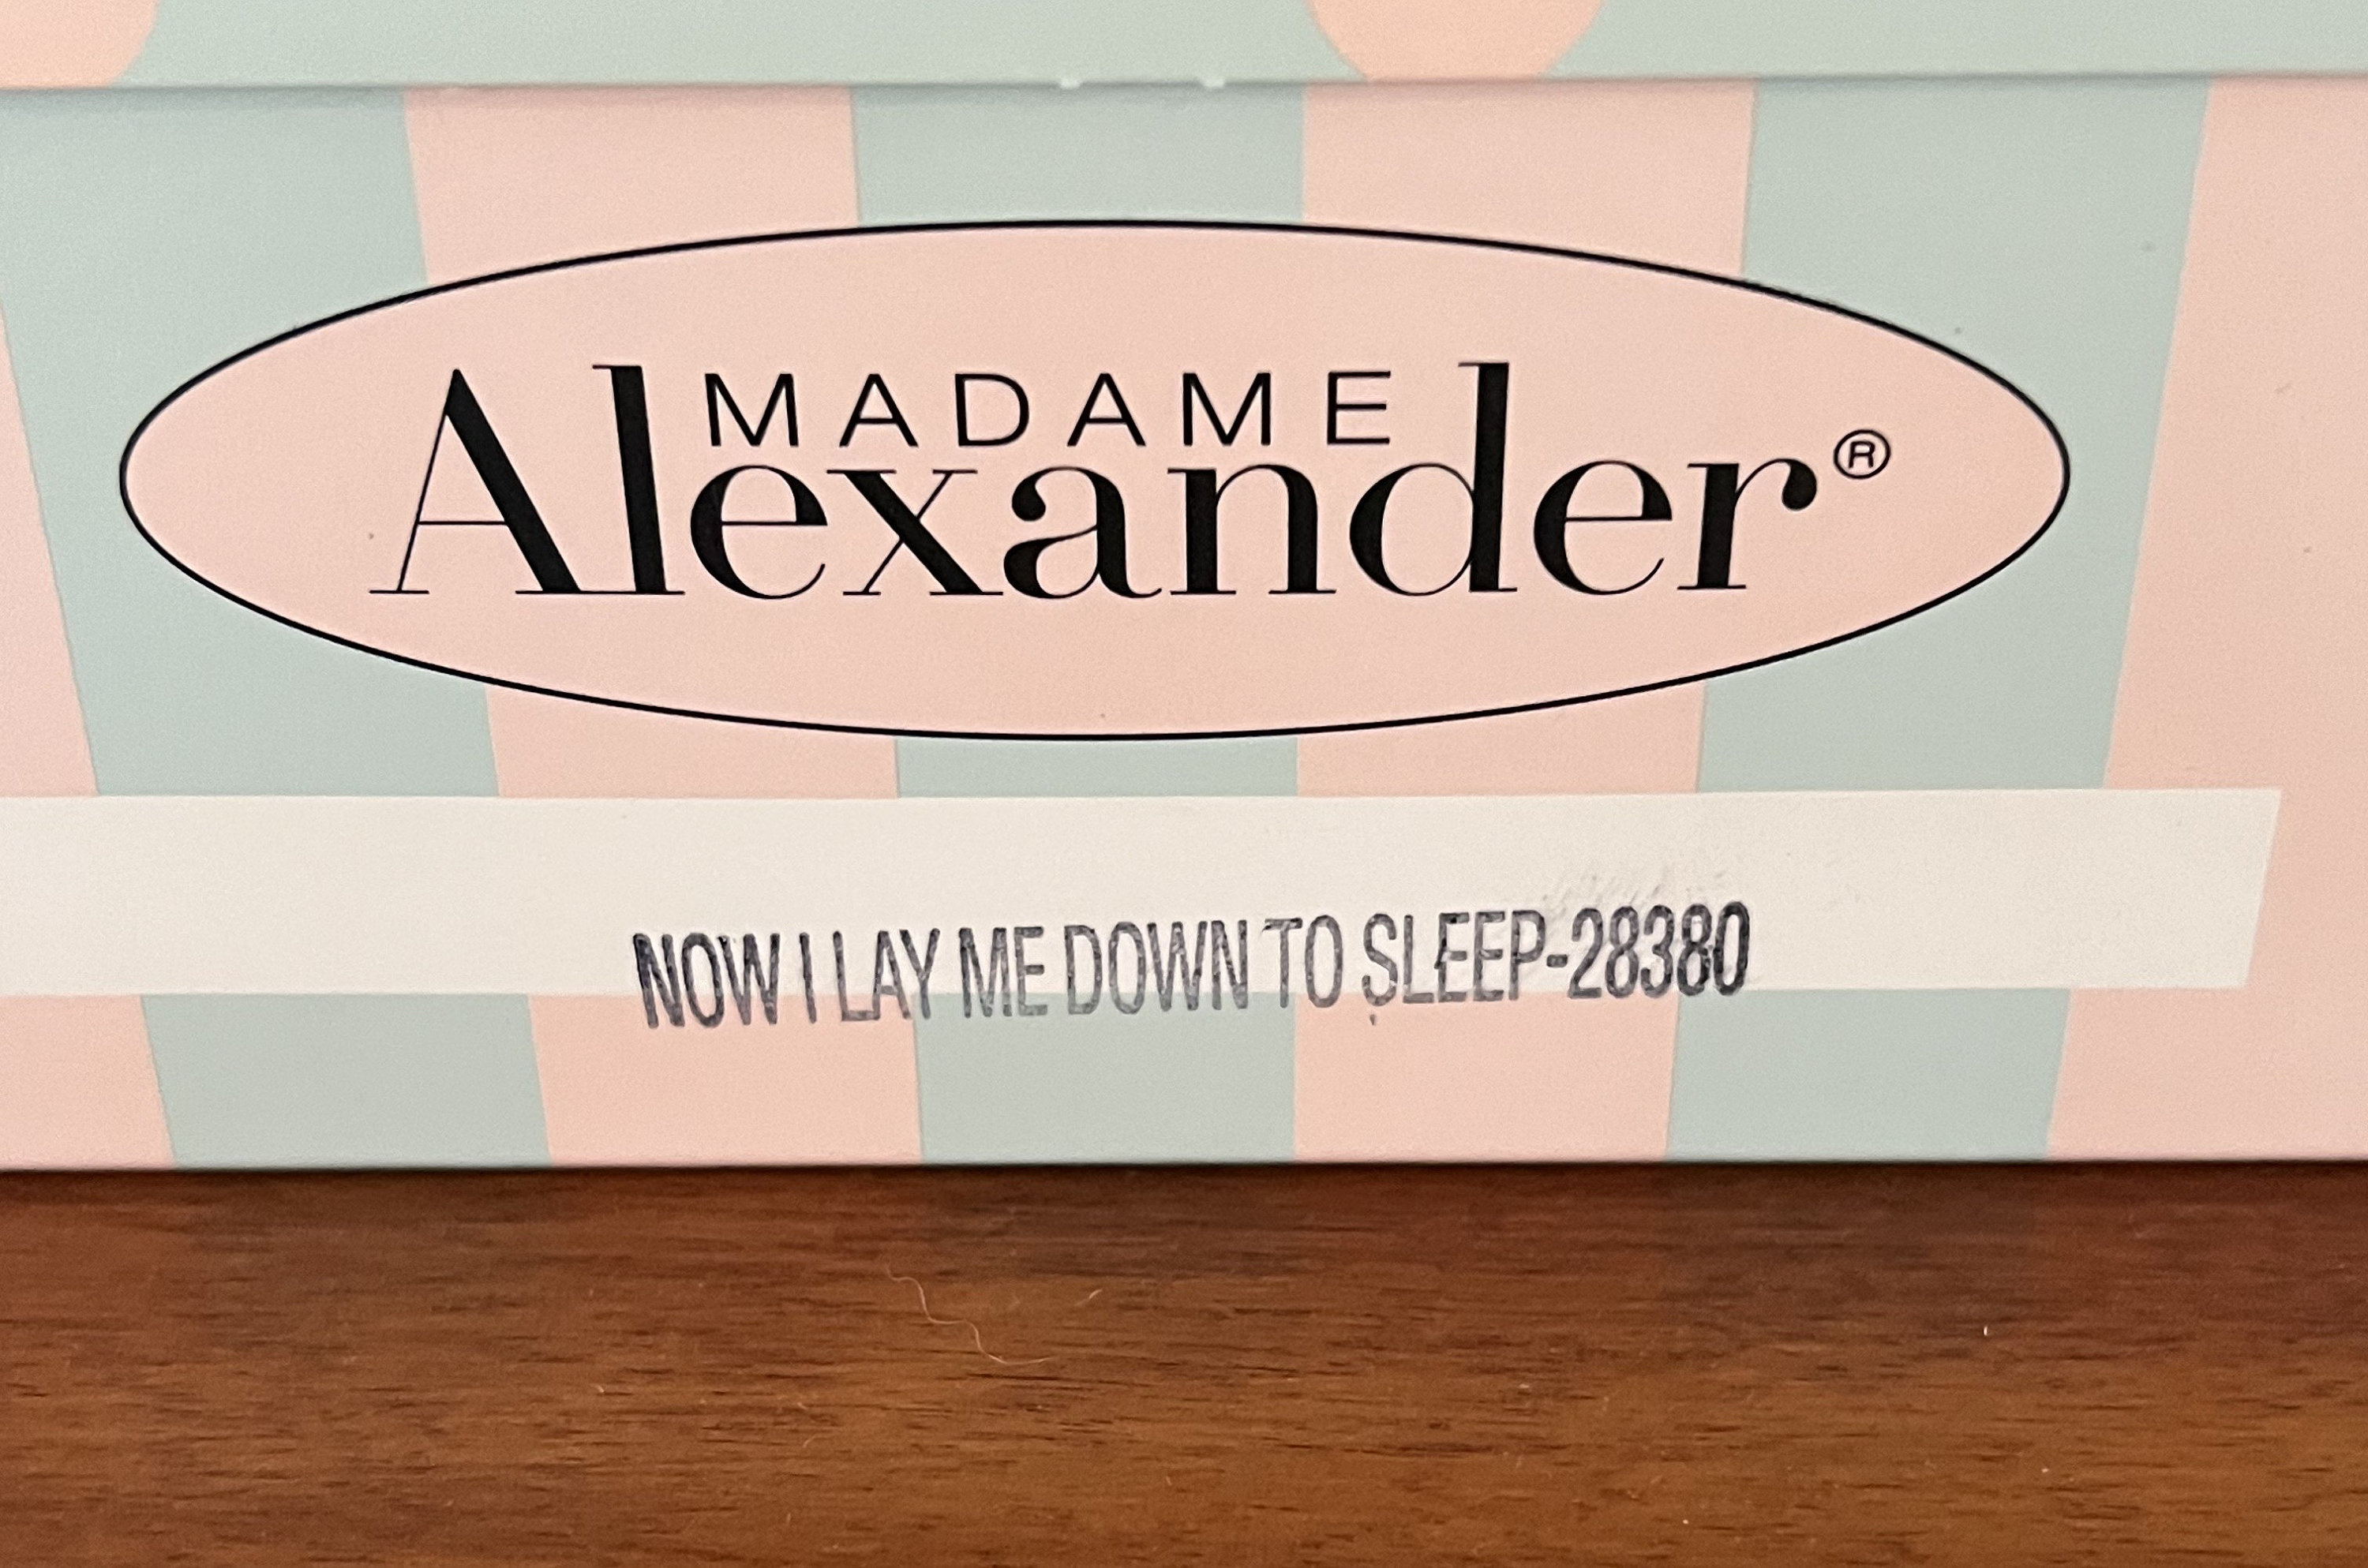 MADAME
Alexander®
NOW I LAY ME DOWN TO SLEEP-28380